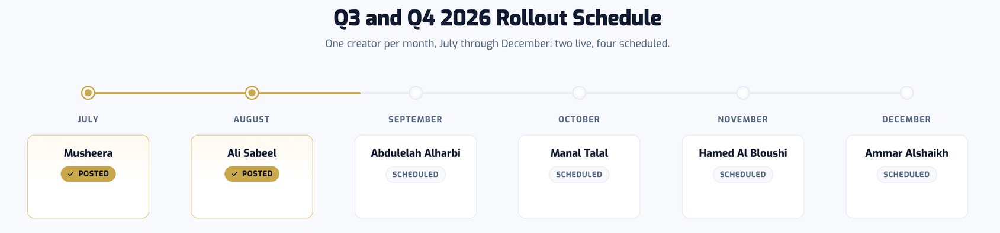 Q3 and Q4 2026 Rollout Schedule
One creator per month, July through December: two live, four scheduled.
JULY
AUGUST
SEPTEMBER
OCTOBER
NOVEMBER
DECEMBER
Musheera
✓ POSTED
Ali Sabeel
✓ POSTED
Abdulelah Alharbi
SCHEDULED
Manal Talal
SCHEDULED
Hamed Al Bloushi
SCHEDULED
Ammar Alshaikh
SCHEDULED